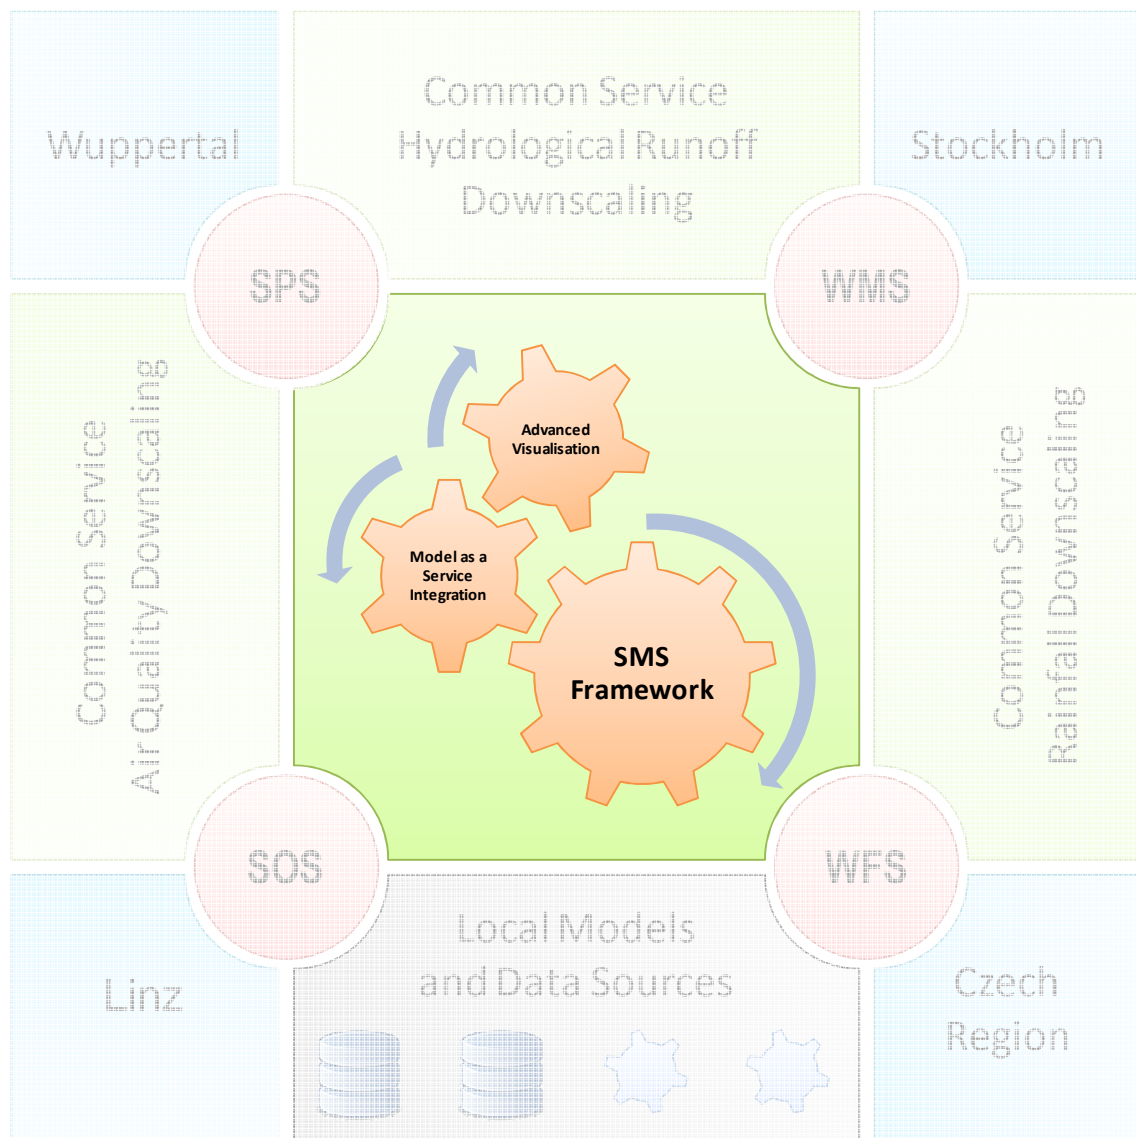 Wuppertal
Common Service
Hydrological Runoff
Downscaling
Stockholm
SPS
WMS
Common Service
Air Quality Downscaling
Advanced
Visualisation
Model as a
Service
Integration
SMS
Framework
Common Service
Rainfall Downscaling
SOS
WFS
Linz
Local Models
and Data Sources
Czech
Region